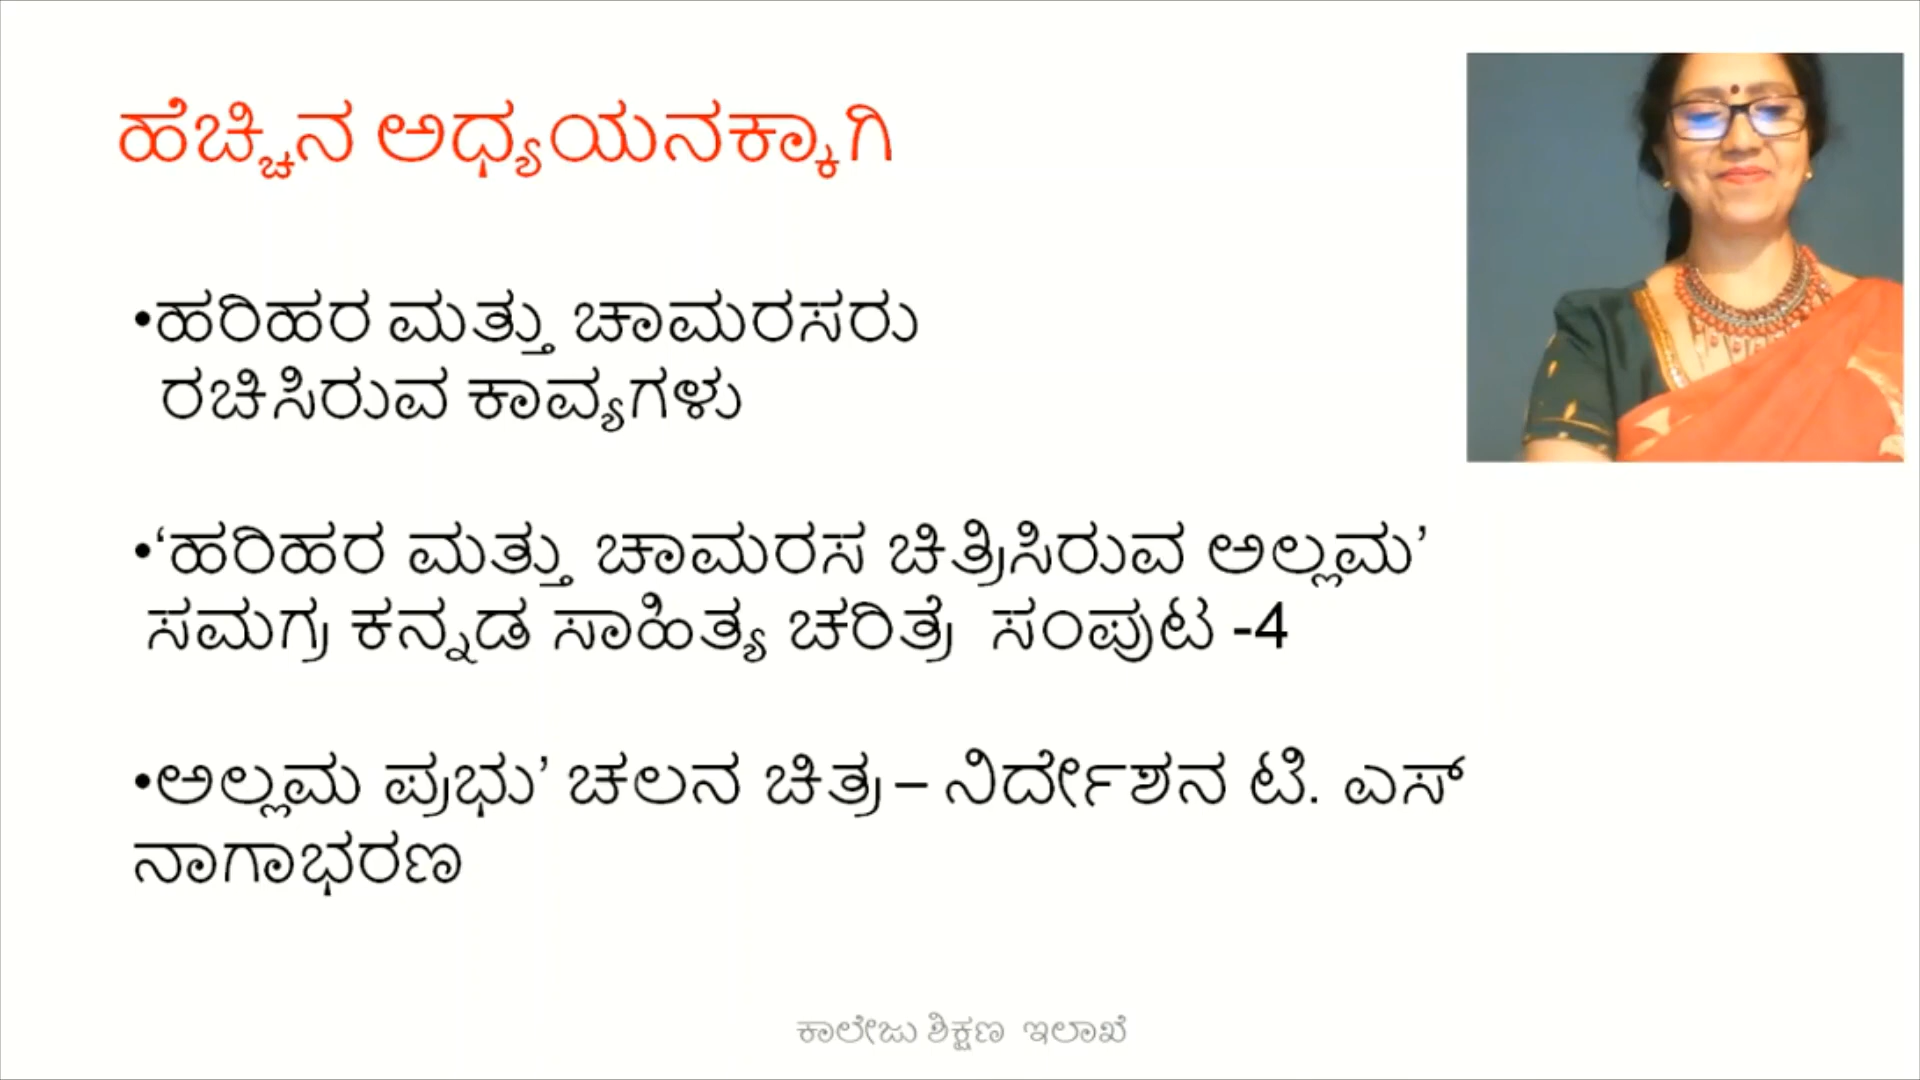 ಹೆಚ್ಚಿನ ಅಧ್ಯಯನಕ್ಕಾಗಿ
•ಹರಿಹರ ಮತ್ತು ಚಾಮರಸರು
ರಚಿಸಿರುವ ಕಾವ್ಯಗಳು
•‘ಹರಿಹರ ಮತ್ತು ಚಾಮರಸ ಚಿತ್ರಿಸಿರುವ ಅಲ್ಲಮ’
ಸಮಗ್ರ ಕನ್ನಡ ಸಾಹಿತ್ಯ ಚರಿತ್ರೆ ಸಂಪುಟ -4
•ಅಲ್ಲಮ ಪ್ರಭು’ ಚಲನ ಚಿತ್ರ – ನಿರ್ದೇಶನ ಟಿ. ಎಸ್
ನಾಗಾಭರಣ
ಕಾಲೇಜು ಶಿಕ್ಷಣ ಇಲಾಖೆ